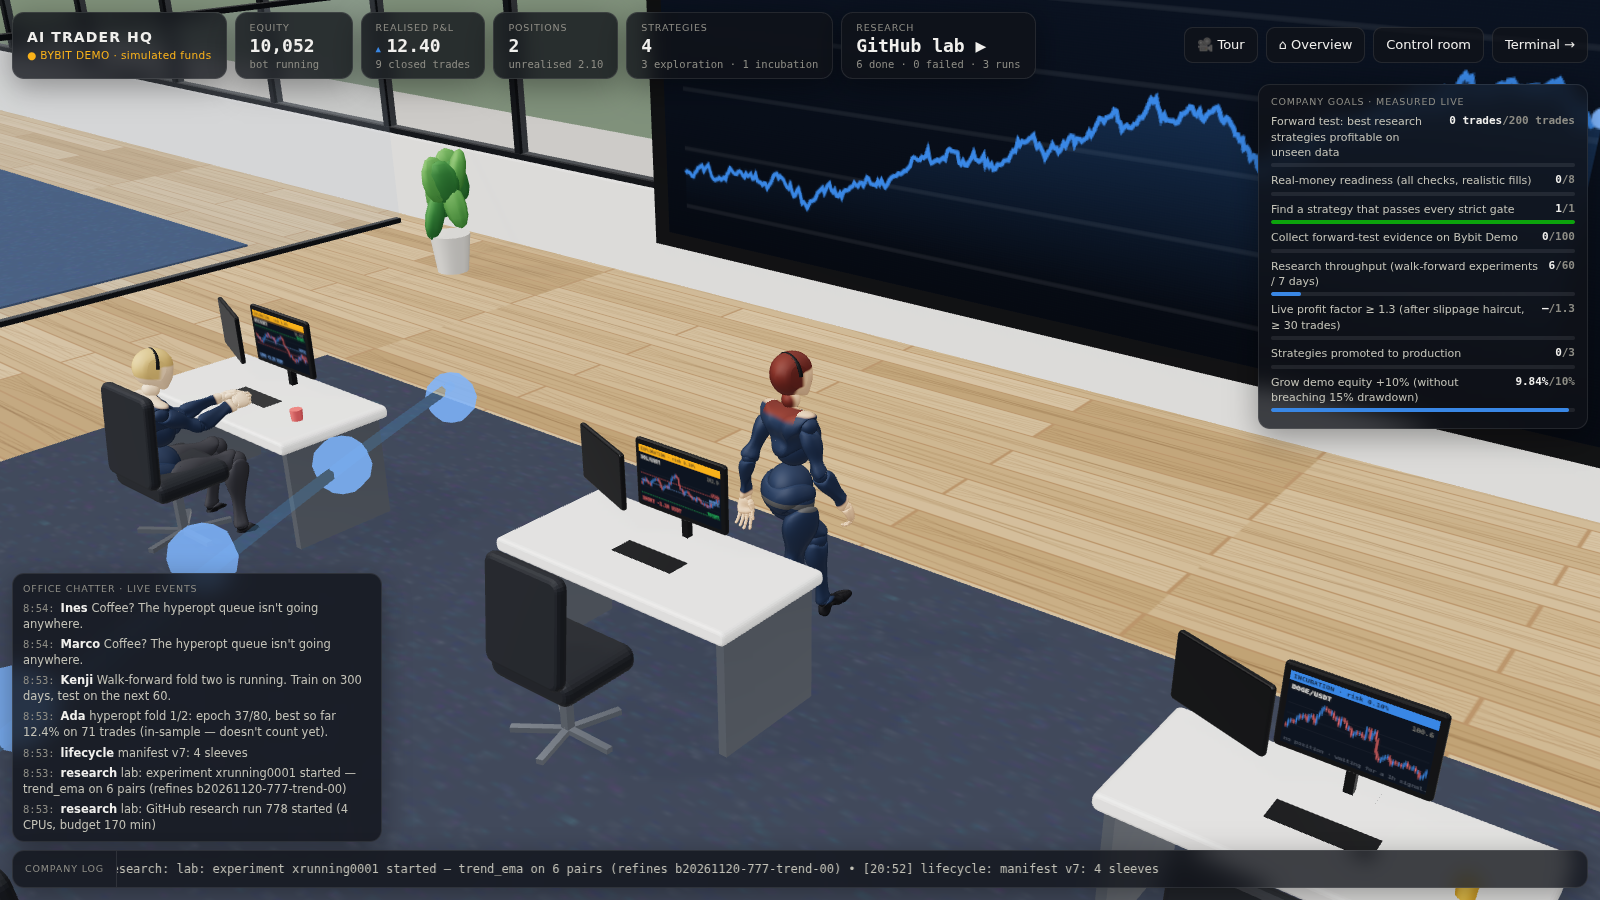 AI TRADER HQ
● BYBIT DEMO · simulated funds
EQUITY
10,052
bot running
REALISED P&L
▲ 12.40
9 closed trades
POSITIONS
2
unrealised 2.10
STRATEGIES
4
3 exploration · 1 incubation
RESEARCH
GitHub lab ▶
6 done · 0 failed · 3 runs
🎥 Tour
⌂ Overview
Control room
Terminal →
COMPANY GOALS · MEASURED LIVE
Forward test: best research strategies profitable on unseen data 0 trades/200 trades
Real-money readiness (all checks, realistic fills) 0/8
Find a strategy that passes every strict gate 1/1
Collect forward-test evidence on Bybit Demo 0/100
Research throughput (walk-forward experiments / 7 days) 6/60
Live profit factor ≥ 1.3 (after slippage haircut, ≥ 30 trades) —/1.3
Strategies promoted to production 0/3
Grow demo equity +10% (without breaching 15% drawdown) 9.84%/10%
INCUBATION · risk 0.10%
DOGE/USDT
100.6
OFFICE CHATTER · LIVE EVENTS
8:54: Ines Coffee? The hyperopt queue isn't going
anywhere.
8:54: Marco Coffee? The hyperopt queue isn't going
anywhere.
8:53: Kenji Walk-forward fold two is running. Train on 300
days, test on the next 60.
8:53: Ada hyperopt fold 1/2: epoch 37/80, best so far
12.4% on 71 trades (in-sample — doesn't count yet).
8:53: lifecycle manifest v7: 4 sleeves
8:53: research lab: experiment xrunning0001 started —
trend_ema on 6 pairs (refines b20261120-777-trend-00)
8:53: research lab: GitHub research run 778 started (4
CPUs, budget 170 min)
COMPANY LOG
search: lab: experiment xrunning0001 started — trend_ema on 6 pairs (refines b20261120-777-trend-00) • [20:52] lifecycle: manifest v7: 4 sleeves